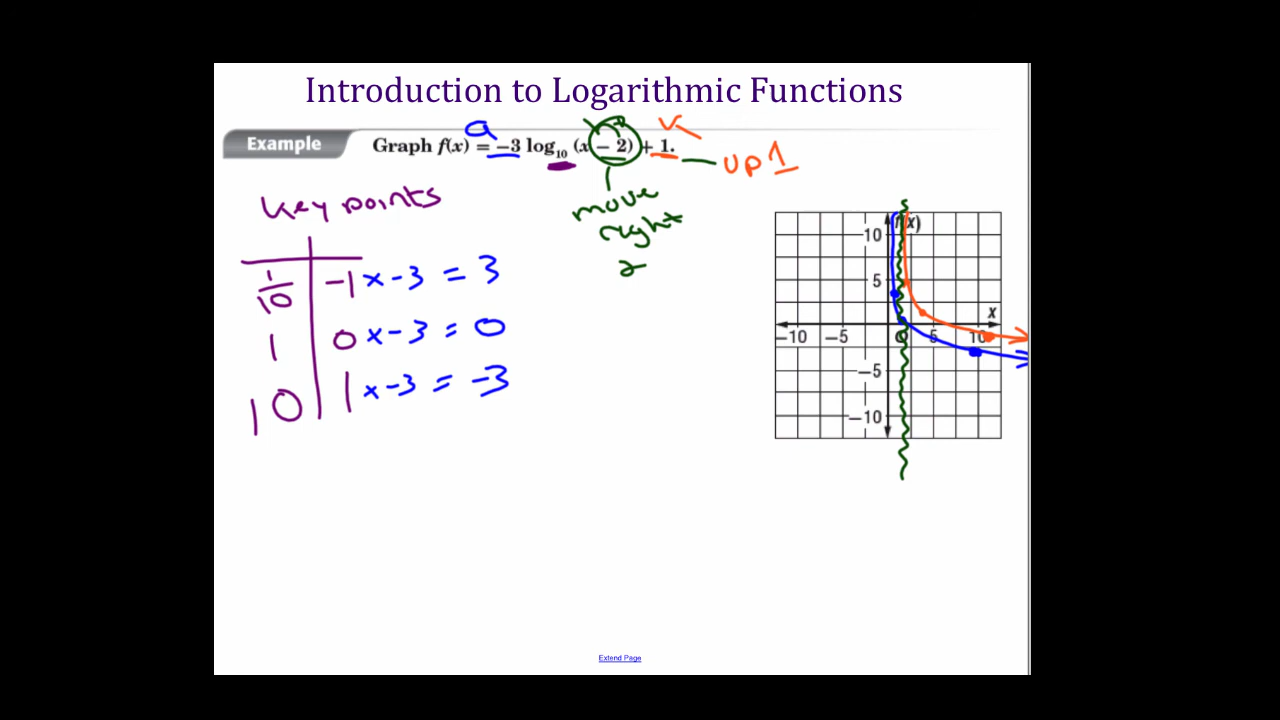 Introduction to Logarithmic Functions
Example Graph f(x) = −3 log₁₀ (x − 2) + 1.
a
k
up 1
move
right
2
key points
1/10 | -1 x -3 = 3
1 | 0 x -3 = 0
10 | 1 x -3 = -3
f(x)
10
5
x
−10 −5 O 5 10
−5
−10
Extend Page